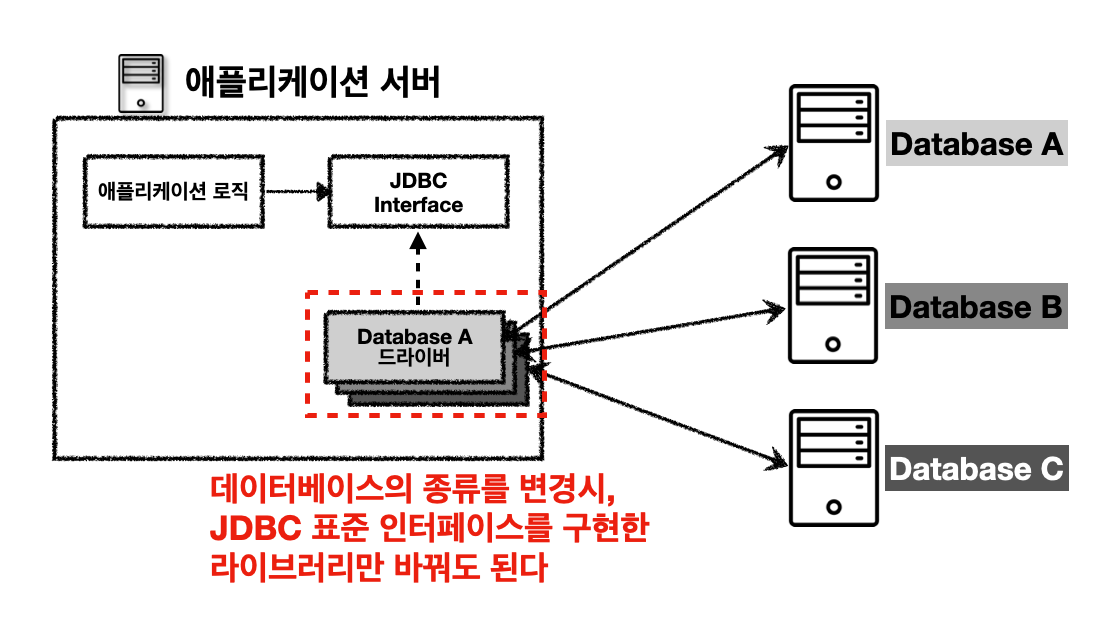 애플리케이션 서버
애플리케이션 로직
JDBC
Interface
Database A
드라이버
Database A
Database B
Database C
데이터베이스의 종류를 변경시,
JDBC 표준 인터페이스를 구현한
라이브러리만 바꿔도 된다